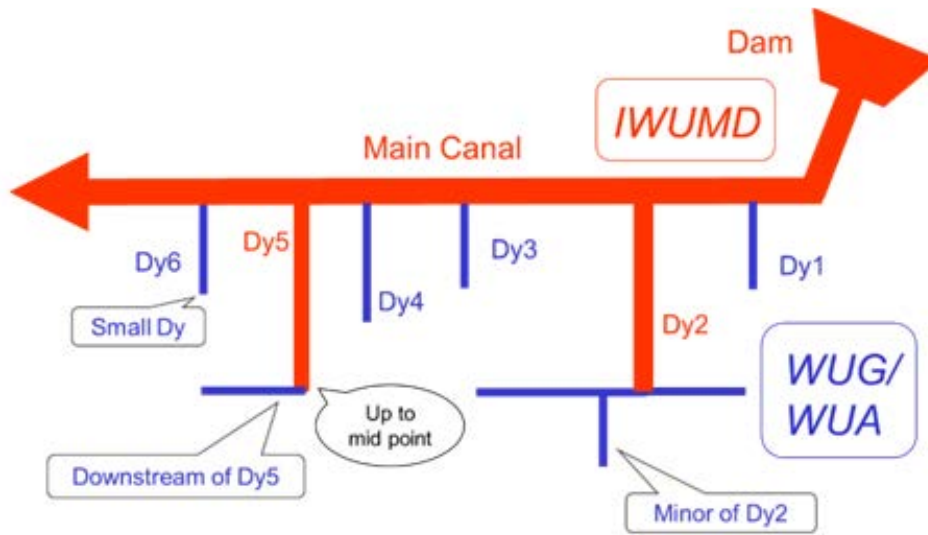 Dam
IWUMD
Main Canal
Dy6
Dy5
Dy4
Dy3
Dy2
Dy1
Small Dy
Up to
mid point
WUG/
WUA
Downstream of Dy5
Minor of Dy2